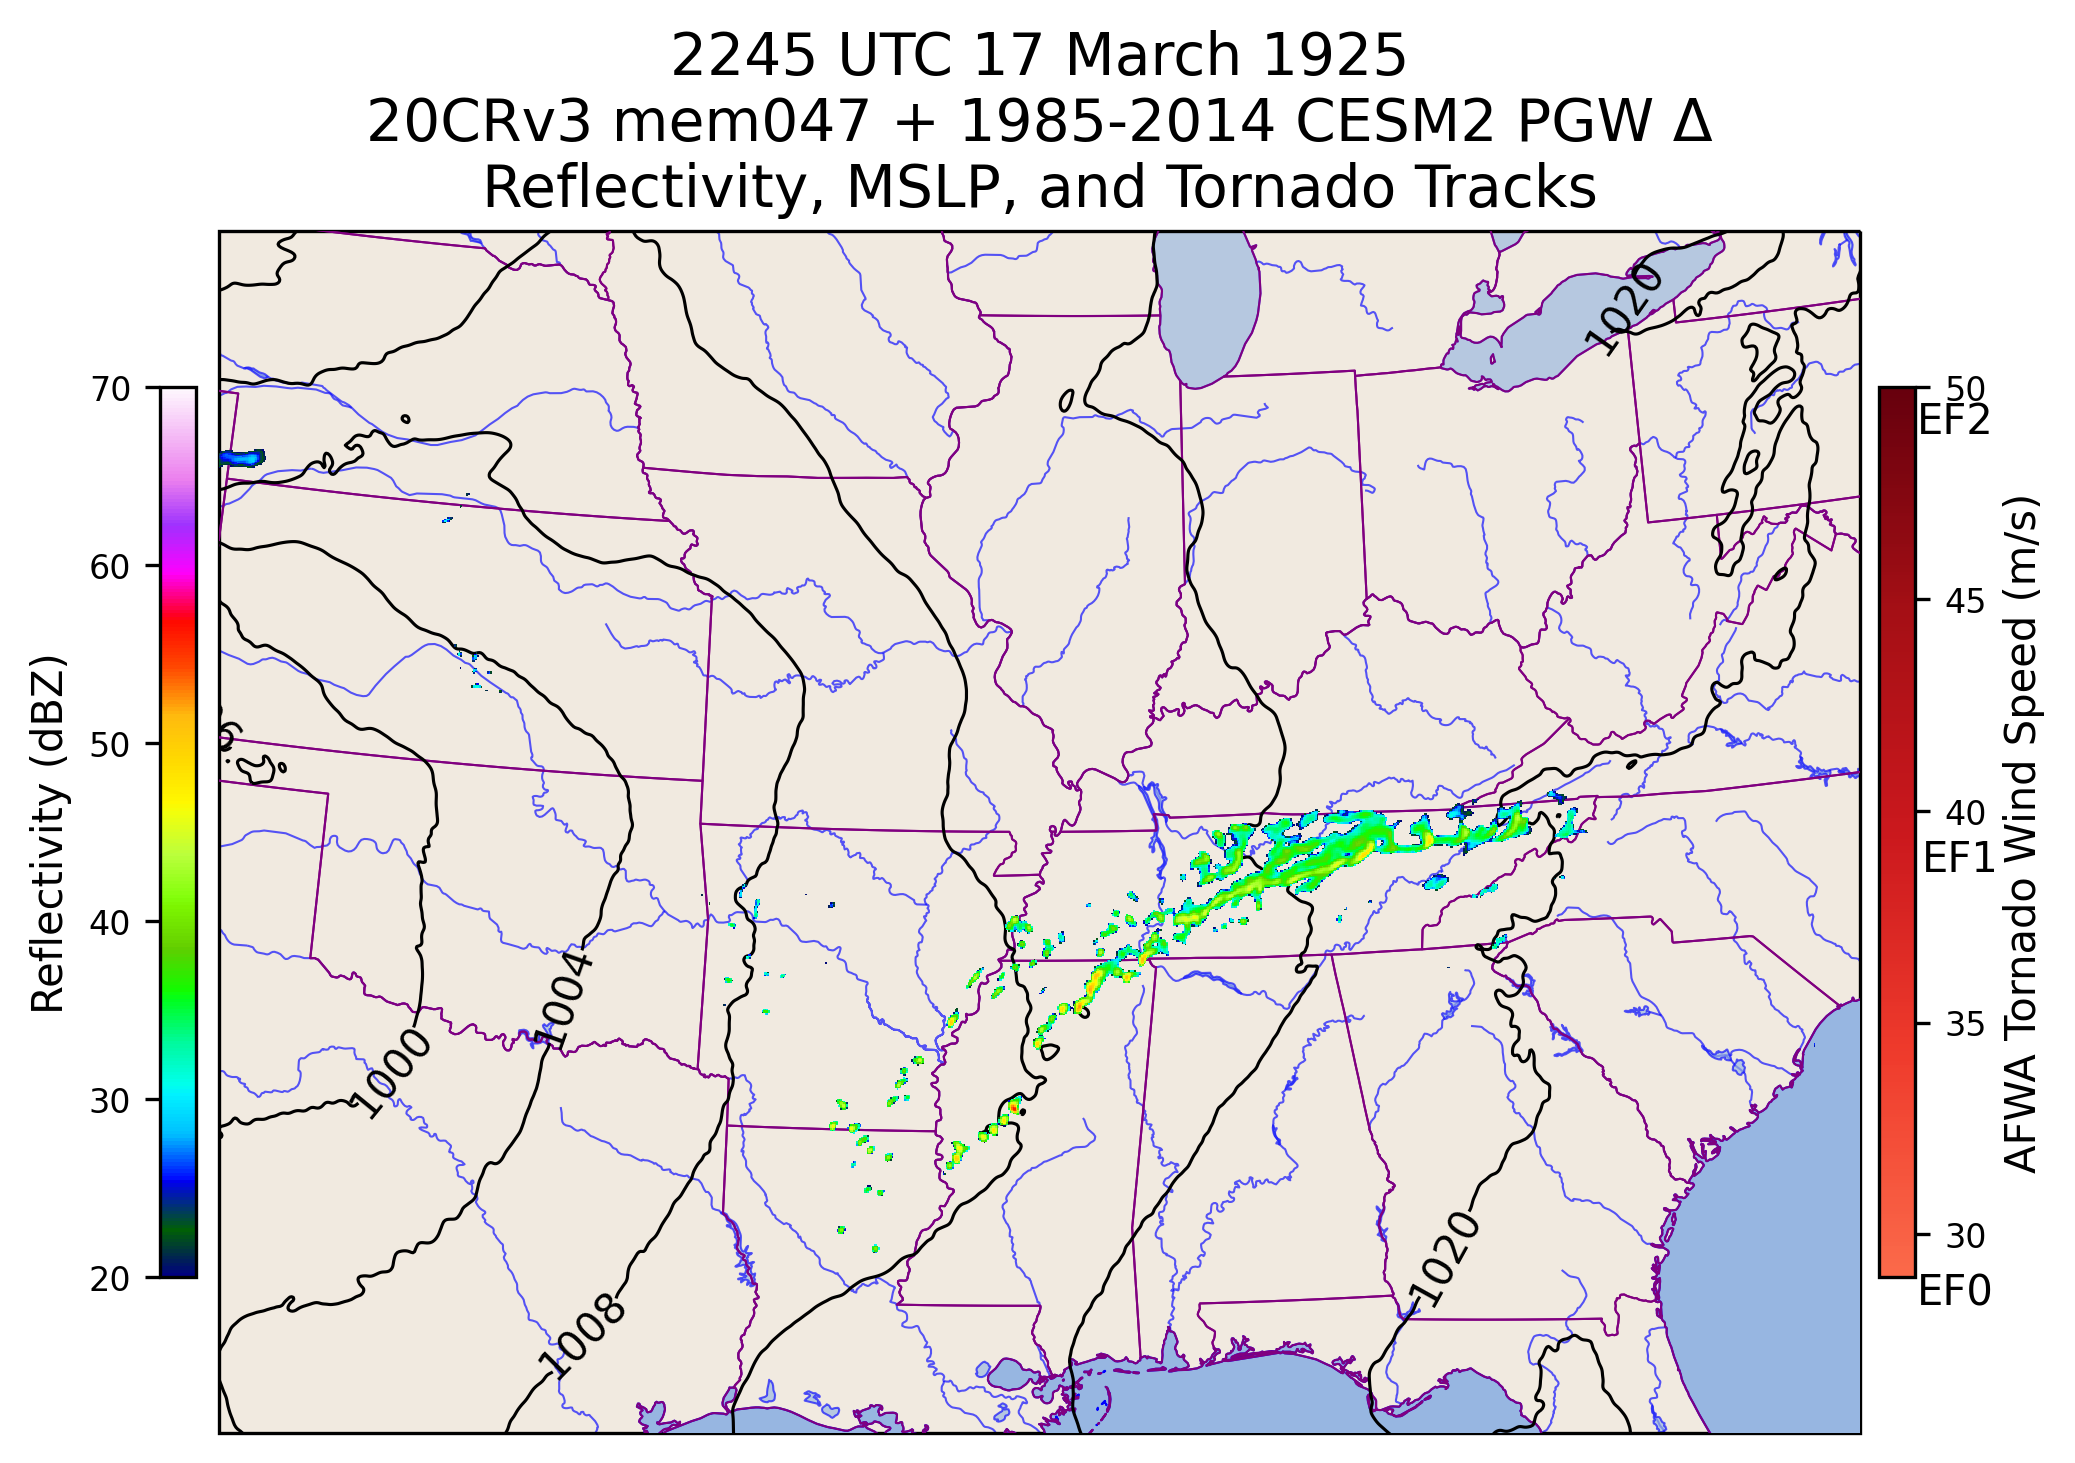 2245 UTC 17 March 1925
20CRv3 mem047 + 1985-2014 CESM2 PGW Δ
Reflectivity, MSLP, and Tornado Tracks
Reflectivity (dBZ)
70
60
50
40
30
20
1020
1000
1004
1008
1020
50
EF2
45
40
EF1
35
30
EF0
AFWA Tornado Wind Speed (m/s)